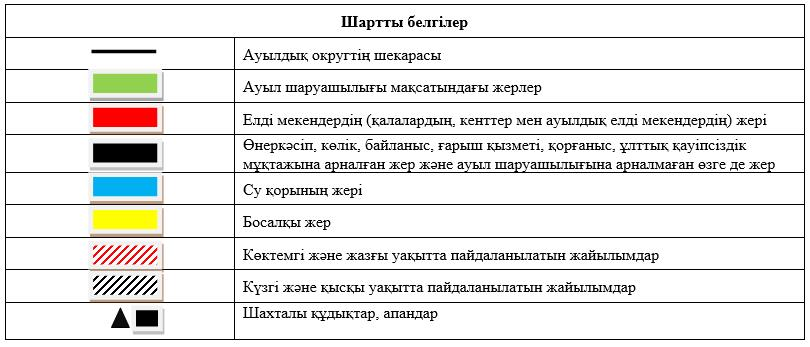 Шартты белгілер
Ауылдық округтің шекарасы
Ауыл шаруашылығы мақсатындағы жерлер
Елді мекендердің (қалалардың, кенттер мен ауылдық елді мекендердің) жері
Өнеркәсіп, көлік, байланыс, ғарыш қызметі, қорғаныс, ұлттық қауіпсіздік
мұқтажына арналған жер және ауыл шаруашылығына арналмаған өзге де жер
Су қорының жері
Босалқы жер
Көктемгі және жазғы уақытта пайдаланылатын жайылымдар
Күзгі және қысқы уақытта пайдаланылатын жайылымдар
Шахталы құдықтар, апандар